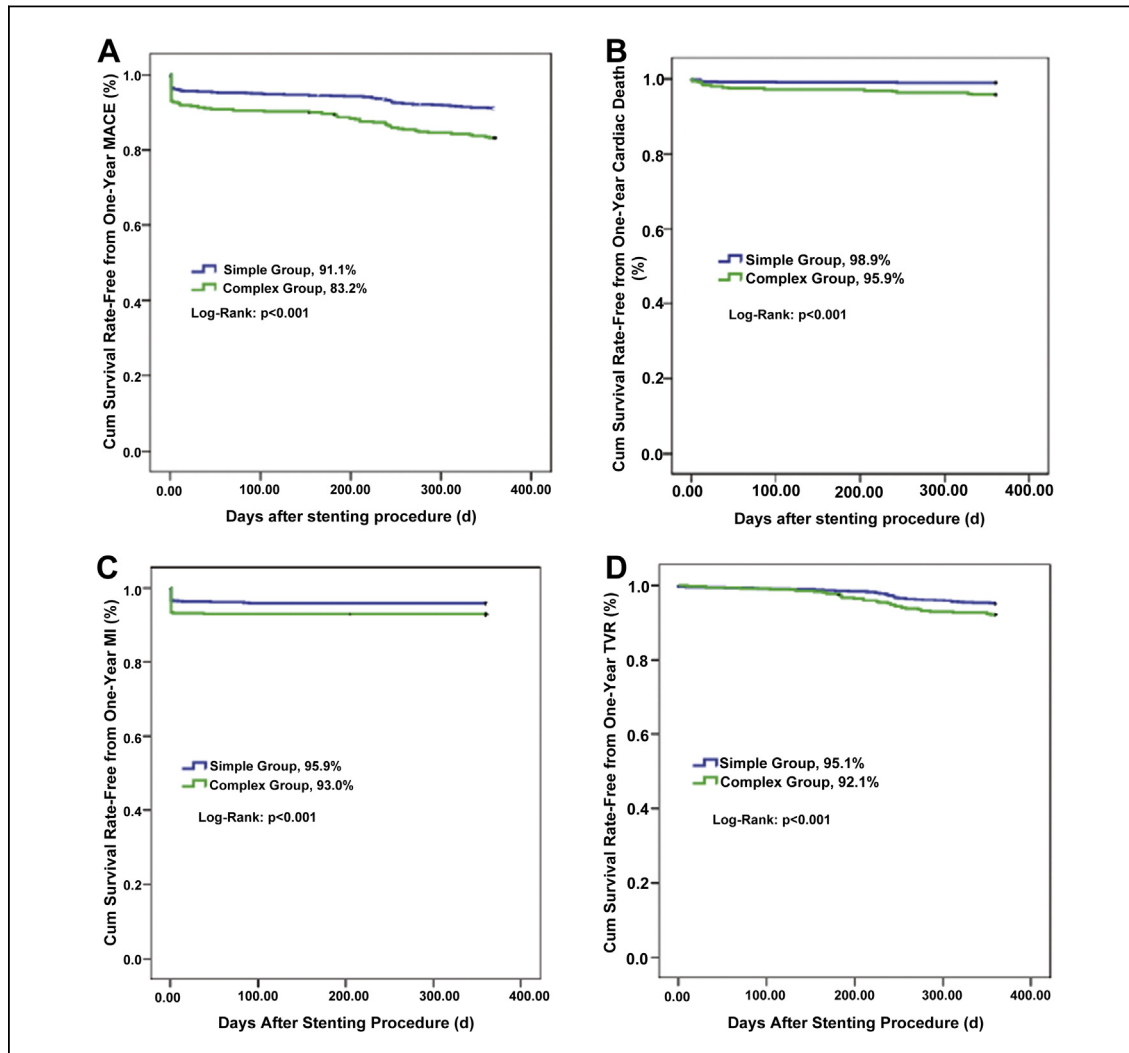 A
Cum Survival Rate-Free from One-Year MACE (%)
1.0
0.8
0.6
0.4
0.2
0.0
Simple Group, 91.1%
Complex Group, 83.2%
Log-Rank: p<0.001
0.00 100.00 200.00 300.00 400.00
Days after stenting procedure (d)
B
Cum Survival Rate-Free from One-Year Cardiac Death
(%)
1.0
0.8
0.6
0.4
0.2
0.0
Simple Group, 98.9%
Complex Group, 95.9%
Log-Rank: p<0.001
0.00 100.00 200.00 300.00 400.00
Days after stenting procedure (d)
C
Cum Survival Rate-Free from One-Year MI (%)
1.0
0.8
0.6
0.4
0.2
0.0
Simple Group, 95.9%
Complex Group, 93.0%
Log-Rank: p<0.001
0.00 100.00 200.00 300.00 400.00
Days After Stenting Procedure (d)
D
Cum Survival Rate-Free from One-Year TVR (%)
1.0
0.8
0.6
0.4
0.2
0.0
Simple Group, 95.1%
Complex Group, 92.1%
Log-Rank: p<0.001
0.00 100.00 200.00 300.00 400.00
Days After Stenting Procedure (d)